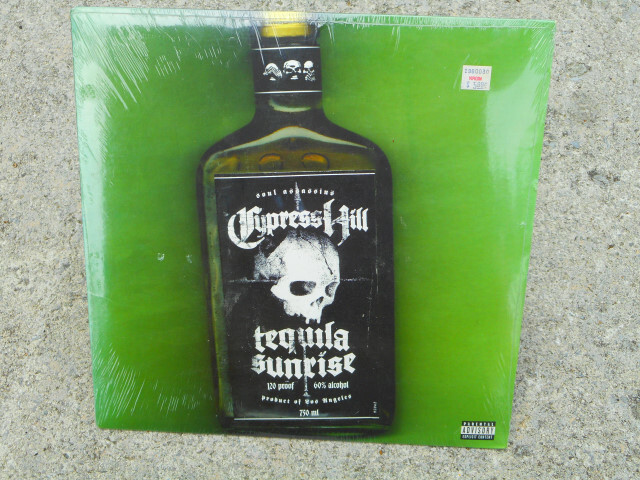 soul assassins
Cypress Hill
tequila
sunrise
120 proof 60% alcohol
product of Los Angeles
750 ml
PARENTAL
ADVISORY
EXPLICIT CONTENT